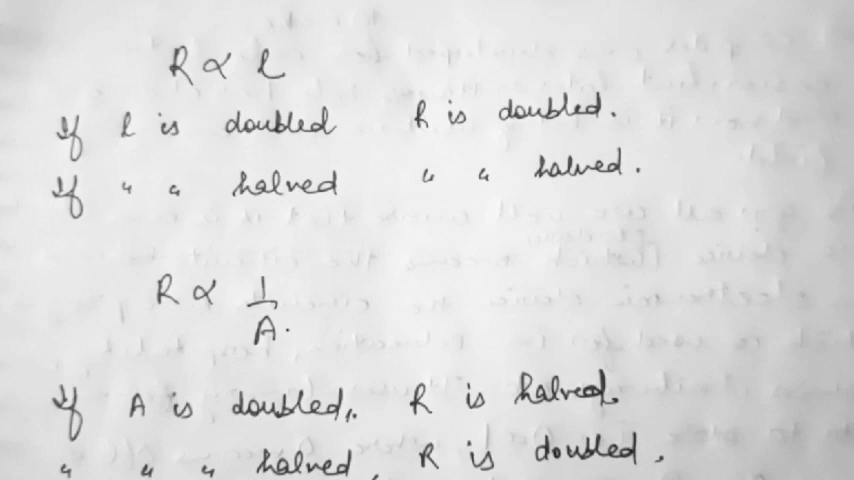 R ∝ l
If l is doubled R is doubled.
If " " halved " " halved.
R ∝ 1/A.
If A is doubled, R is halved.
" " " halved, R is doubled.